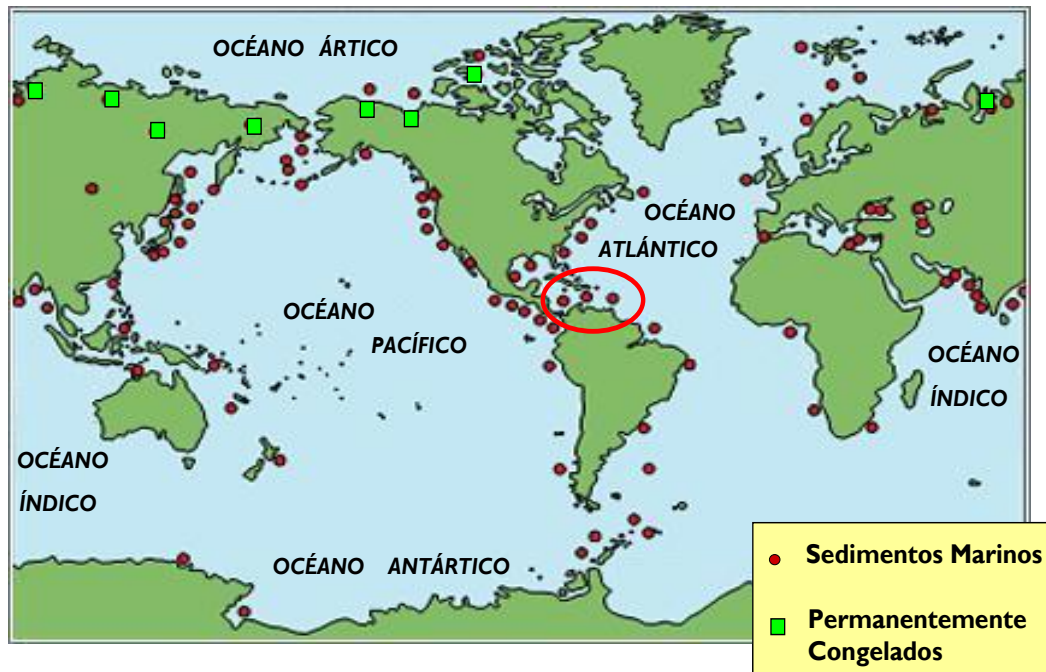 OCÉANO ÁRTICO
OCÉANO
ATLÁNTICO
OCÉANO
PACÍFICO
OCÉANO
ÍNDICO
OCÉANO
ÍNDICO
OCÉANO ANTÁRTICO
Sedimentos Marinos
Permanentemente
Congelados